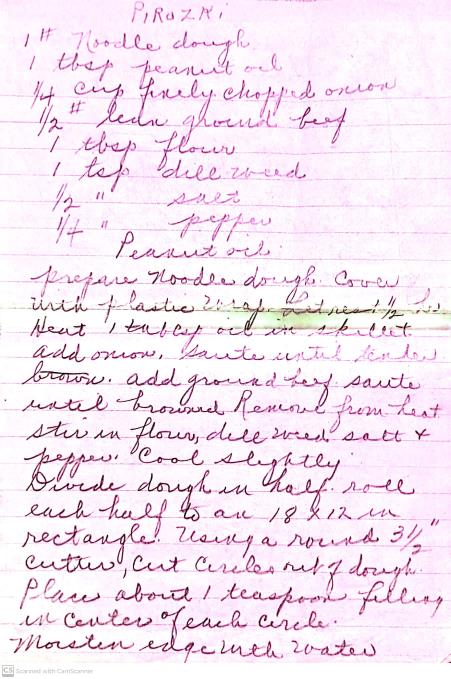 PIROZKI
1 # Noodle dough
1 tbsp peanut oil
1/4 cup finely chopped onion
1/2 # lean ground beef
1 tbsp flour
1 tsp dill weed
1/2 " salt
1/4 " pepper
Peanut oil
prepare Noodle dough. Cover
with plastic wrap. 1/2 hr
Heat 1 oil in skillet
add onion. Saute until tender
brown. add ground beef. saute
until browned Remove from heat
stir in flour, dill weed salt &
pepper. Cool slightly
Divide dough in half. roll
each half to an 18 x 12 in
rectangle. Using a round 3 1/2"
cutter, cut circles out of dough.
Place about 1 teaspoon filling
in center of each circle.
Moisten edge with water
CS Scanned with CamScanner